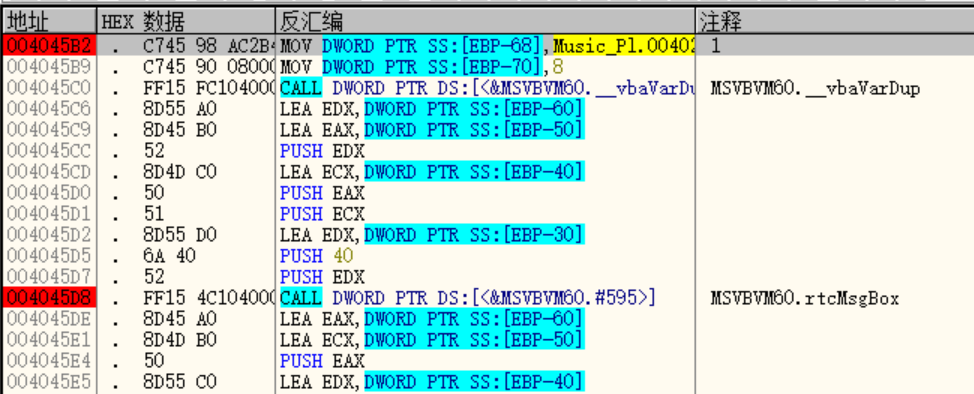 地址 HEX 数据 反汇编 注释
004045B2 . C745 98 AC2B4 MOV DWORD PTR SS:[EBP-68],Music_Pl.00402 1
004045B9 . C745 90 08000 MOV DWORD PTR SS:[EBP-70],8
004045C0 . FF15 FC104000 CALL DWORD PTR DS:[<&MSVBVM60.__vbaVarDu MSVBVM60.__vbaVarDup
004045C6 . 8D55 A0 LEA EDX,DWORD PTR SS:[EBP-60]
004045C9 . 8D45 B0 LEA EAX,DWORD PTR SS:[EBP-50]
004045CC . 52 PUSH EDX
004045CD . 8D4D C0 LEA ECX,DWORD PTR SS:[EBP-40]
004045D0 . 50 PUSH EAX
004045D1 . 51 PUSH ECX
004045D2 . 8D55 D0 LEA EDX,DWORD PTR SS:[EBP-30]
004045D5 . 6A 40 PUSH 40
004045D7 . 52 PUSH EDX
004045D8 . FF15 4C104000 CALL DWORD PTR DS:[<&MSVBVM60.#595>] MSVBVM60.rtcMsgBox
004045DE . 8D45 A0 LEA EAX,DWORD PTR SS:[EBP-60]
004045E1 . 8D4D B0 LEA ECX,DWORD PTR SS:[EBP-50]
004045E4 . 50 PUSH EAX
004045E5 . 8D55 C0 LEA EDX,DWORD PTR SS:[EBP-40]